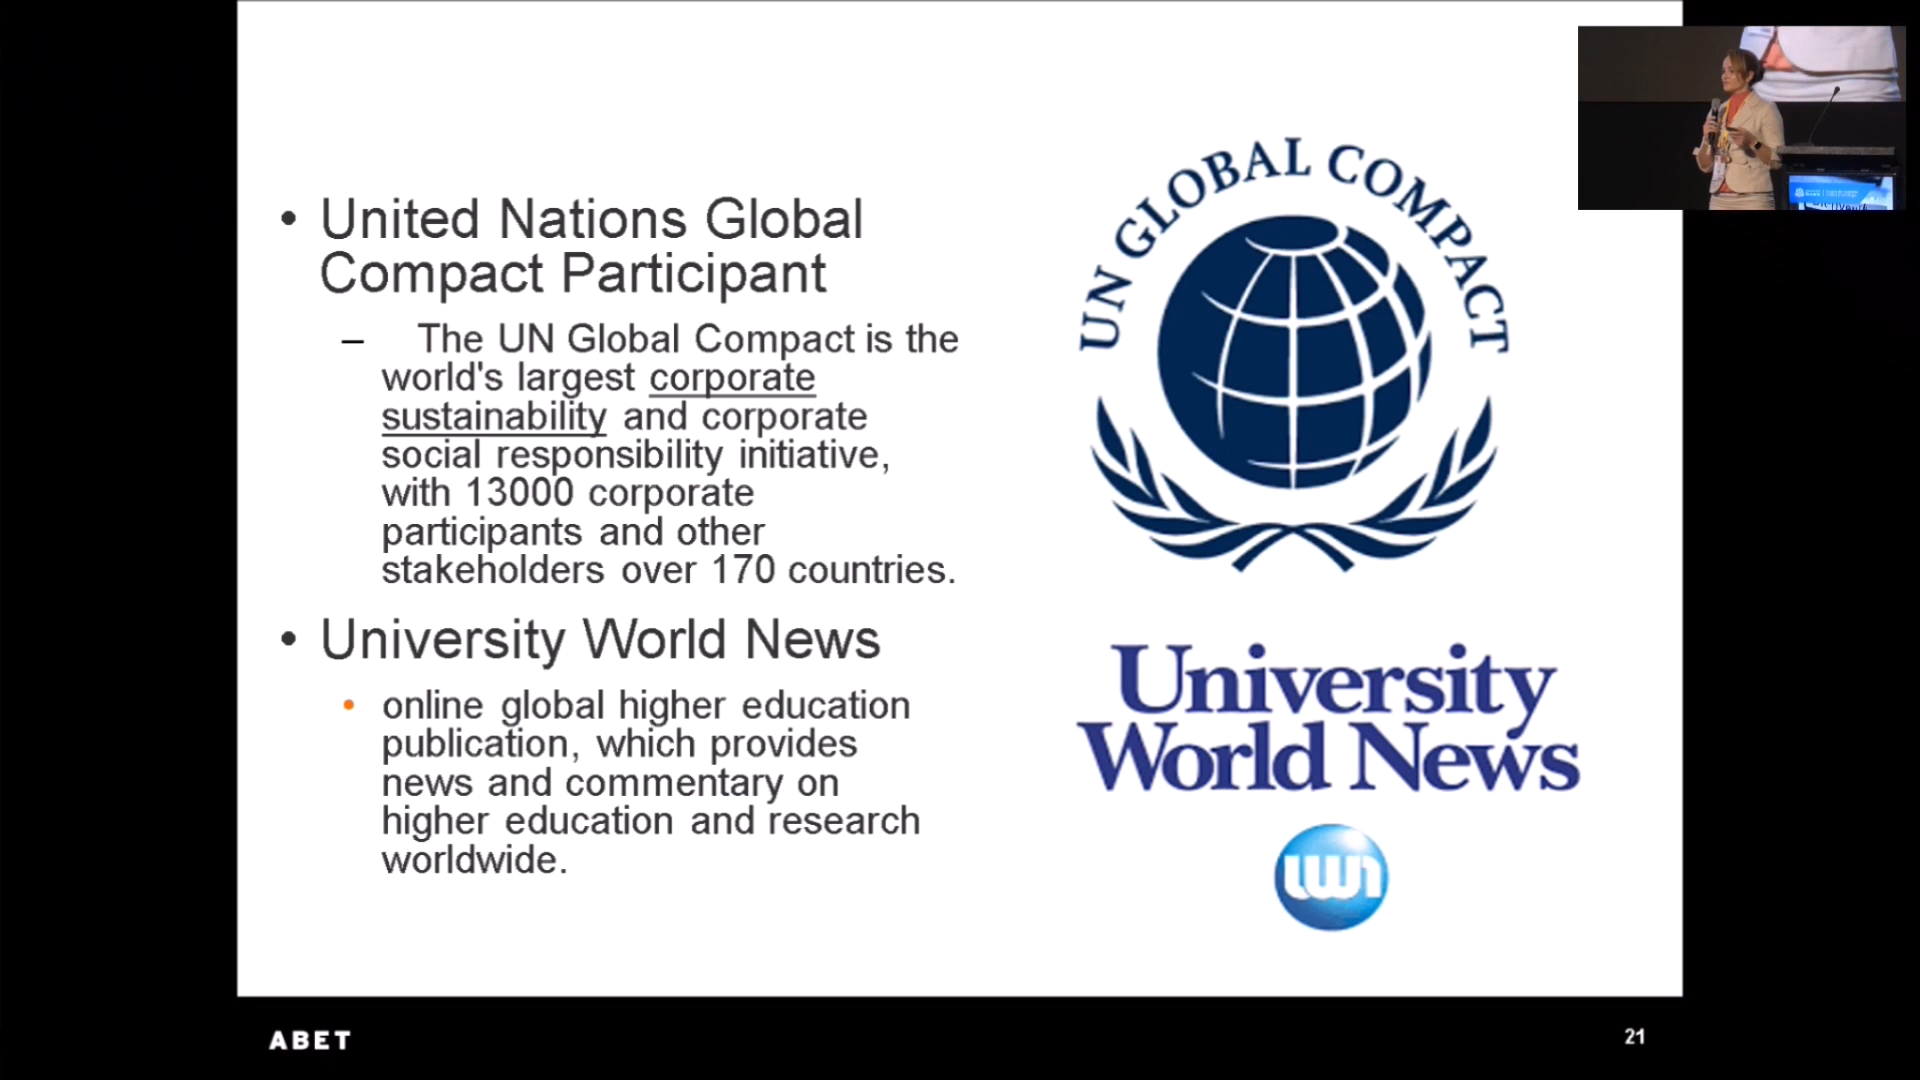 • United Nations Global
Compact Participant
– The UN Global Compact is the
world's largest corporate
sustainability and corporate
social responsibility initiative,
with 13000 corporate
participants and other
stakeholders over 170 countries.
• University World News
• online global higher education
publication, which provides
news and commentary on
higher education and research
worldwide.
UN GLOBAL COMPACT
University
World News
uwn
ABET
21